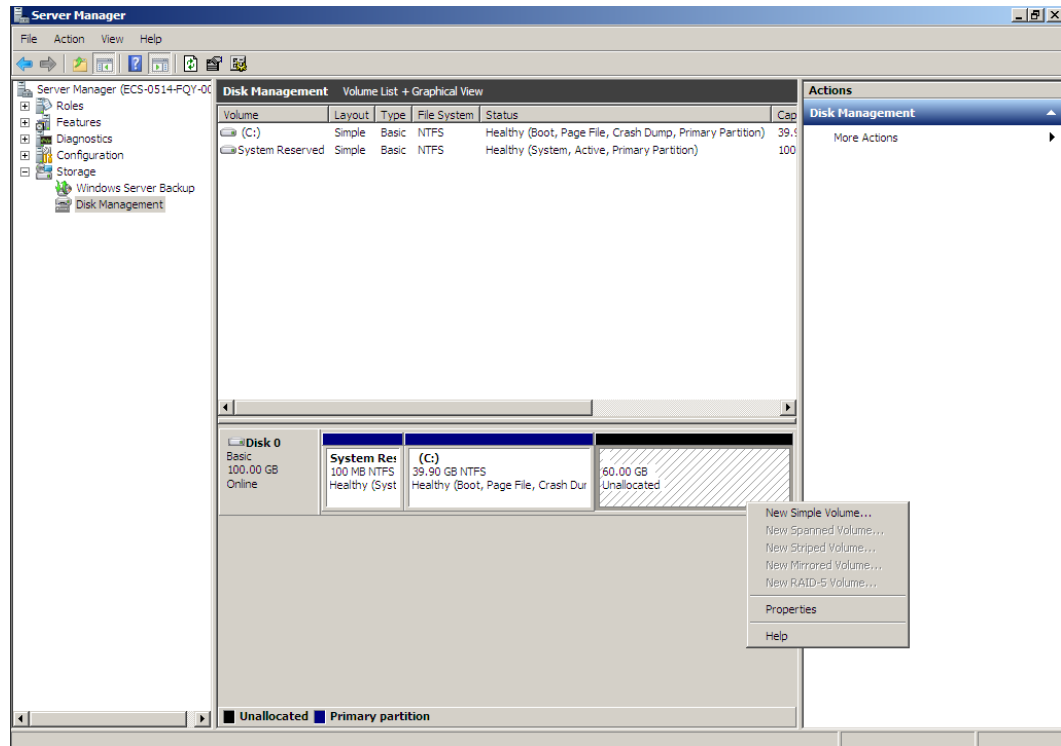 Server Manager
File Action View Help
Server Manager (ECS-0514-FQY-00
Roles
Features
Diagnostics
Configuration
Storage
Windows Server Backup
Disk Management
Disk Management Volume List + Graphical View
Volume Layout Type File System Status Cap
(C:) Simple Basic NTFS Healthy (Boot, Page File, Crash Dump, Primary Partition) 39.9
System Reserved Simple Basic NTFS Healthy (System, Active, Primary Partition) 100
Disk 0
Basic
100.00 GB
Online
System Res
100 MB NTFS
Healthy (Syst
(C:)
39.90 GB NTFS
Healthy (Boot, Page File, Crash Dur
60.00 GB
Unallocated
New Simple Volume...
New Spanned Volume...
New Striped Volume...
New Mirrored Volume...
New RAID-5 Volume...
Properties
Help
Unallocated Primary partition
Actions
Disk Management
More Actions